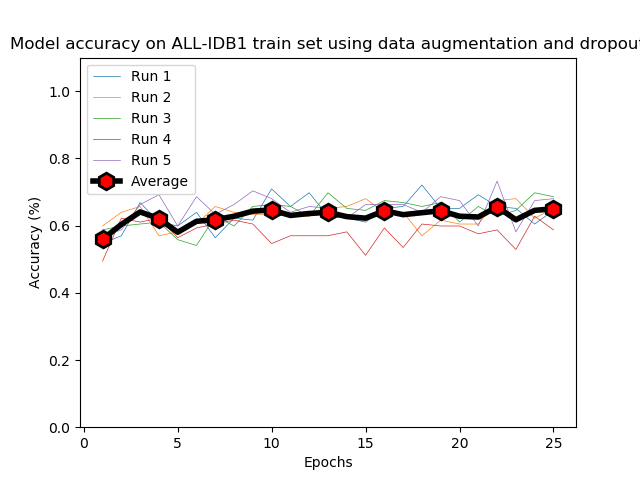 Model accuracy on ALL-IDB1 train set using data augmentation and dropout
Run 1
Run 2
Run 3
Run 4
Run 5
Average
Accuracy (%)
1.0
0.8
0.6
0.4
0.2
0.0
0
5
10
15
20
25
Epochs